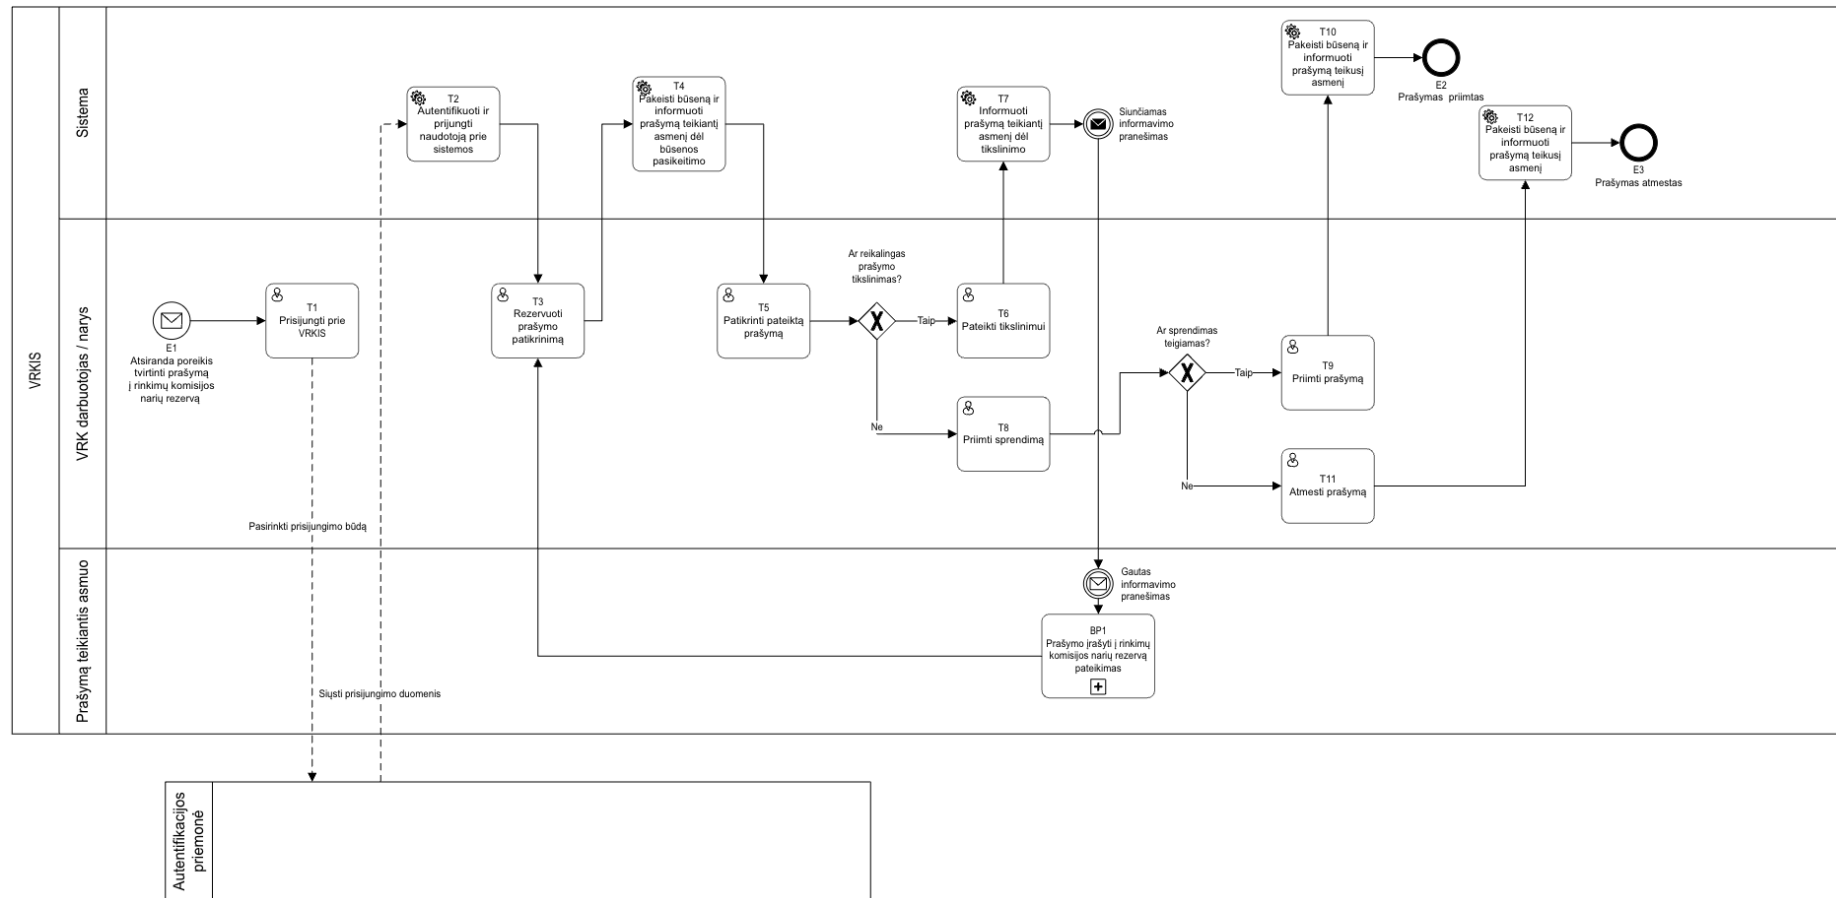 VRKIS
Sistema
VRK darbuotojas / narys
Prašymą teikiantis asmuo
Autentifikacijos
priemonė
E1
Atsiranda poreikis
tvirtinti prašymą
į rinkimų komisijos
narių rezervą
T1
Prisijungti prie
VRKIS
Pasirinkti prisijungimo būdą
Siųsti prisijungimo duomenis
T2
Autentifikuoti ir
prijungti
naudotoją prie
sistemos
T3
Rezervuoti
prašymo
patikrinimą
T4
Pakeisti būseną ir
informuoti
prašymą teikiantį
asmenį dėl
būsenos
pasikeitimo
T5
Patikrinti pateiktą
prašymą
Ar reikalingas
prašymo
tikslinimas?
Taip
Ne
T6
Pateikti tikslinimui
T7
Informuoti
prašymą teikiantį
asmenį dėl
tikslinimo
Siunčiamas
informavimo
pranešimas
Gautas
informavimo
pranešimas
BP1
Prašymo įrašyti į rinkimų
komisijos narių rezervą
pateikimas
T8
Priimti sprendimą
Ar sprendimas
teigiamas?
Taip
Ne
T9
Priimti prašymą
T10
Pakeisti būseną ir
informuoti
prašymą teikusį
asmenį
E2
Prašymas priimtas
T11
Atmesti prašymą
T12
Pakeisti būseną ir
informuoti
prašymą teikusį
asmenį
E3
Prašymas atmestas